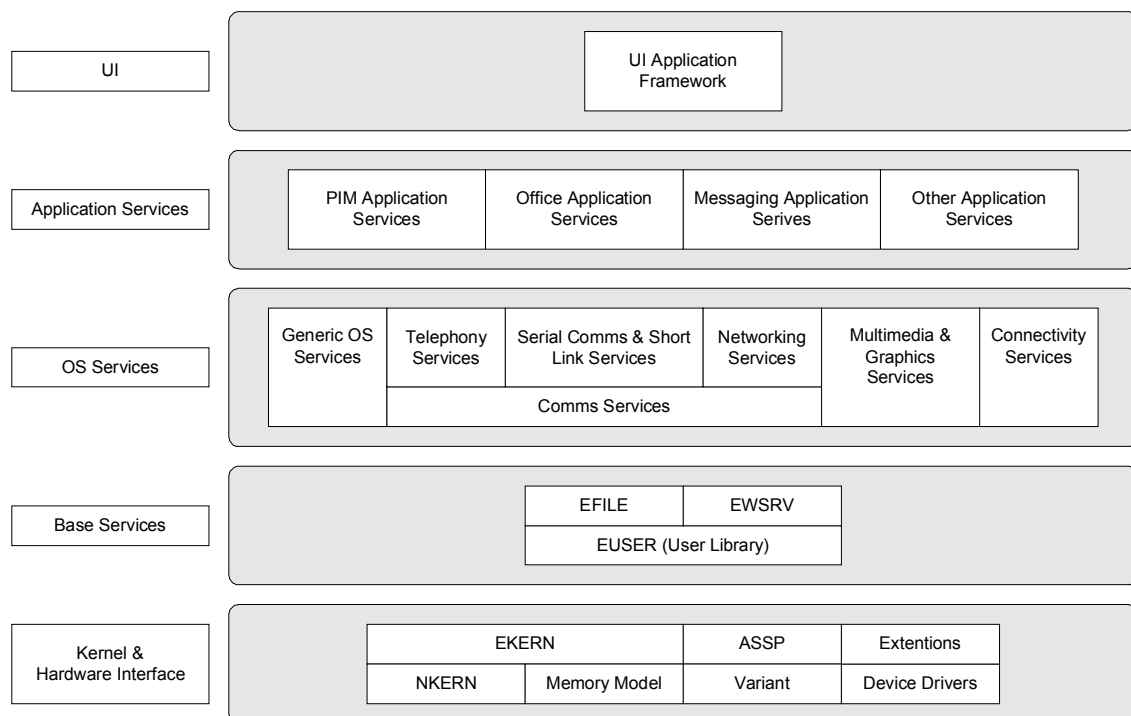 UI
UI Application
Framework
Application Services
PIM Application
Services
Office Application
Services
Messaging Application
Serives
Other Application
Services
OS Services
Generic OS
Services
Telephony
Services
Serial Comms & Short
Link Services
Networking
Services
Multimedia &
Graphics
Services
Connectivity
Services
Comms Services
Base Services
EFILE
EWSRV
EUSER (User Library)
Kernel &
Hardware Interface
EKERN
ASSP
Extentions
NKERN
Memory Model
Variant
Device Drivers